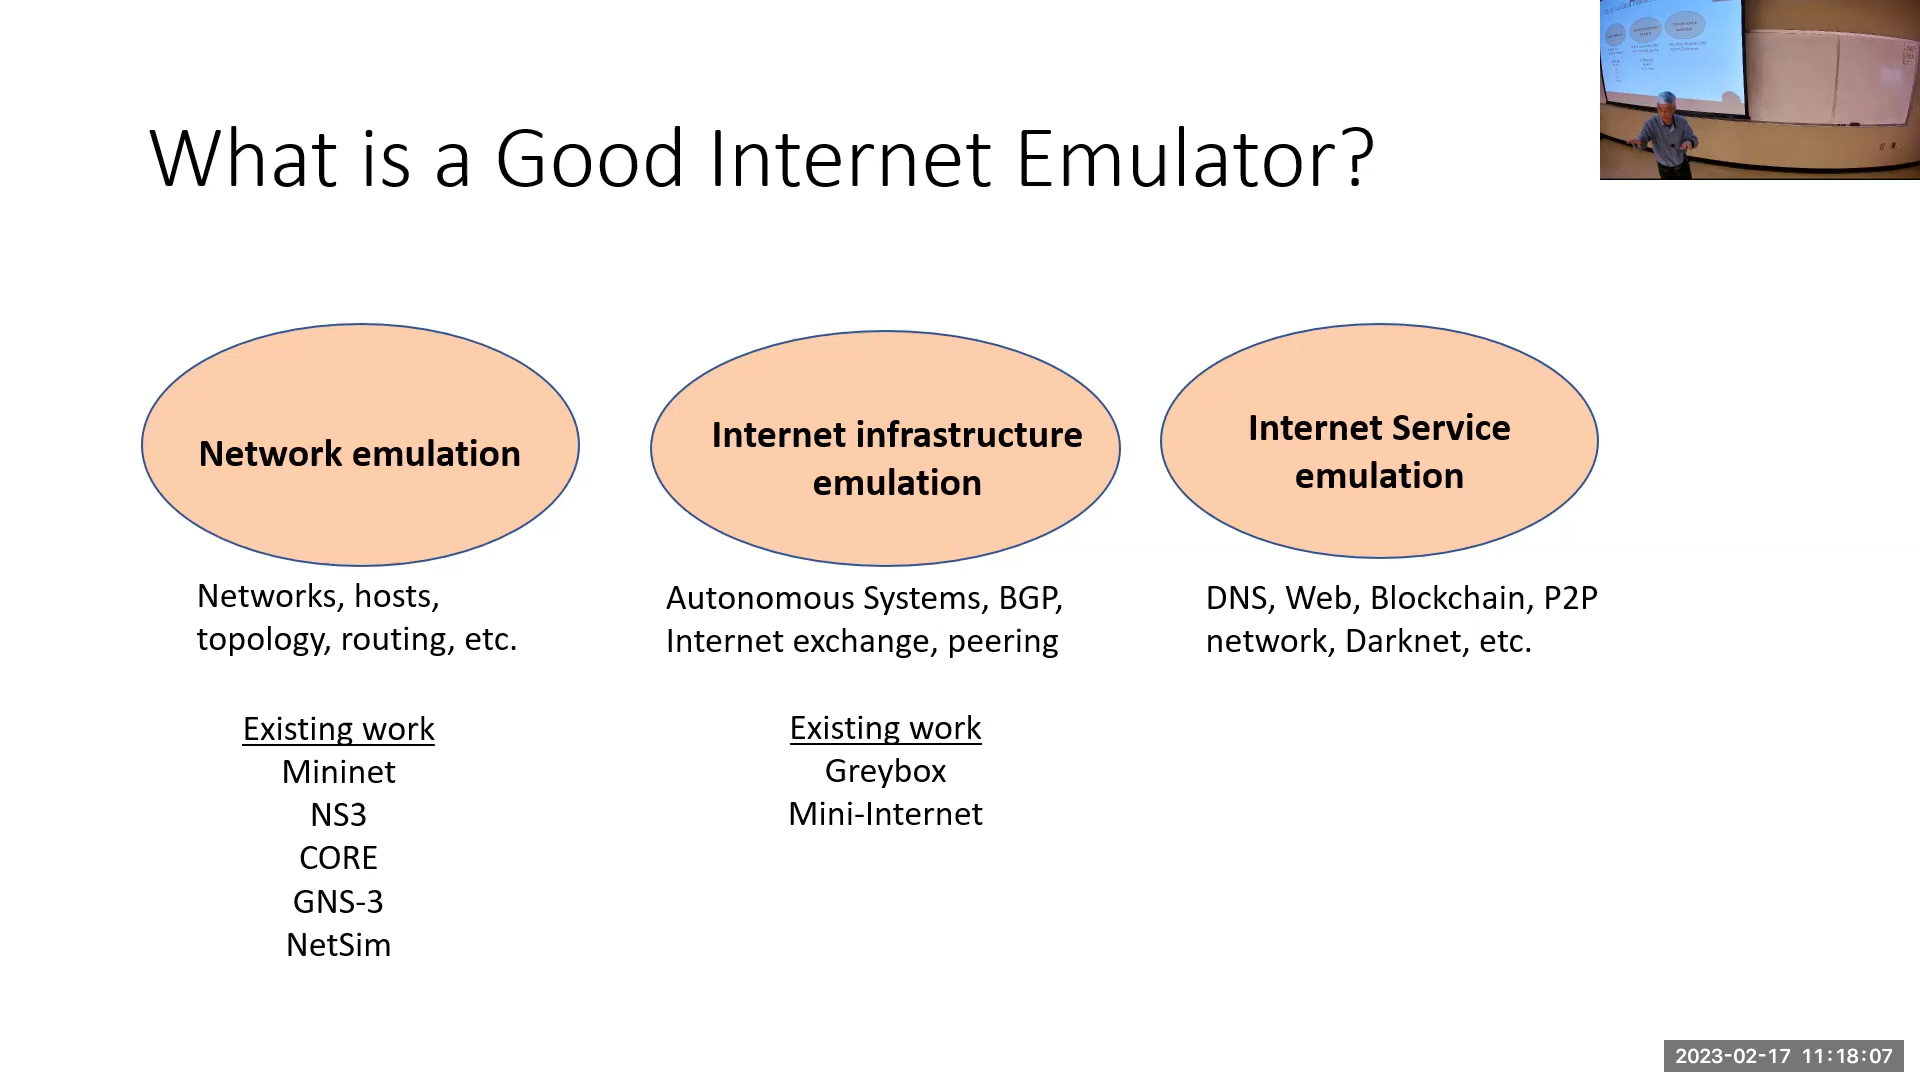 What is a Good Internet Emulator?
Network emulation
Networks, hosts,
topology, routing, etc.
Existing work
Mininet
NS3
CORE
GNS-3
NetSim
Internet infrastructure
emulation
Autonomous Systems, BGP,
Internet exchange, peering
Existing work
Greybox
Mini-Internet
Internet Service
emulation
DNS, Web, Blockchain, P2P
network, Darknet, etc.
2023-02-17 11:18:07